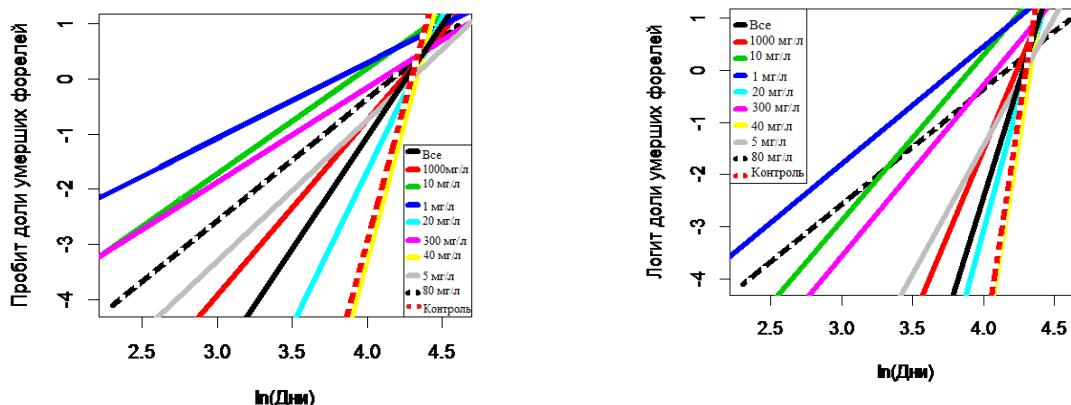 Пробит доли умерших форелей
1
0
-1
-2
-3
-4
Все
1000мг/л
10 мг/л
1 мг/л
20 мг/л
300 мг/л
40 мг/л
5 мг/л
80 мг/л
Контроль
2.5 3.0 3.5 4.0 4.5
ln(Дни)
Логит доли умерших форелей
1
0
-1
-2
-3
-4
Все
1000 мг/л
10 мг/л
1 мг/л
20 мг/л
300 мг/л
40 мг/л
5 мг/л
80 мг/л
Контроль
2.5 3.0 3.5 4.0 4.5
ln(Дни)